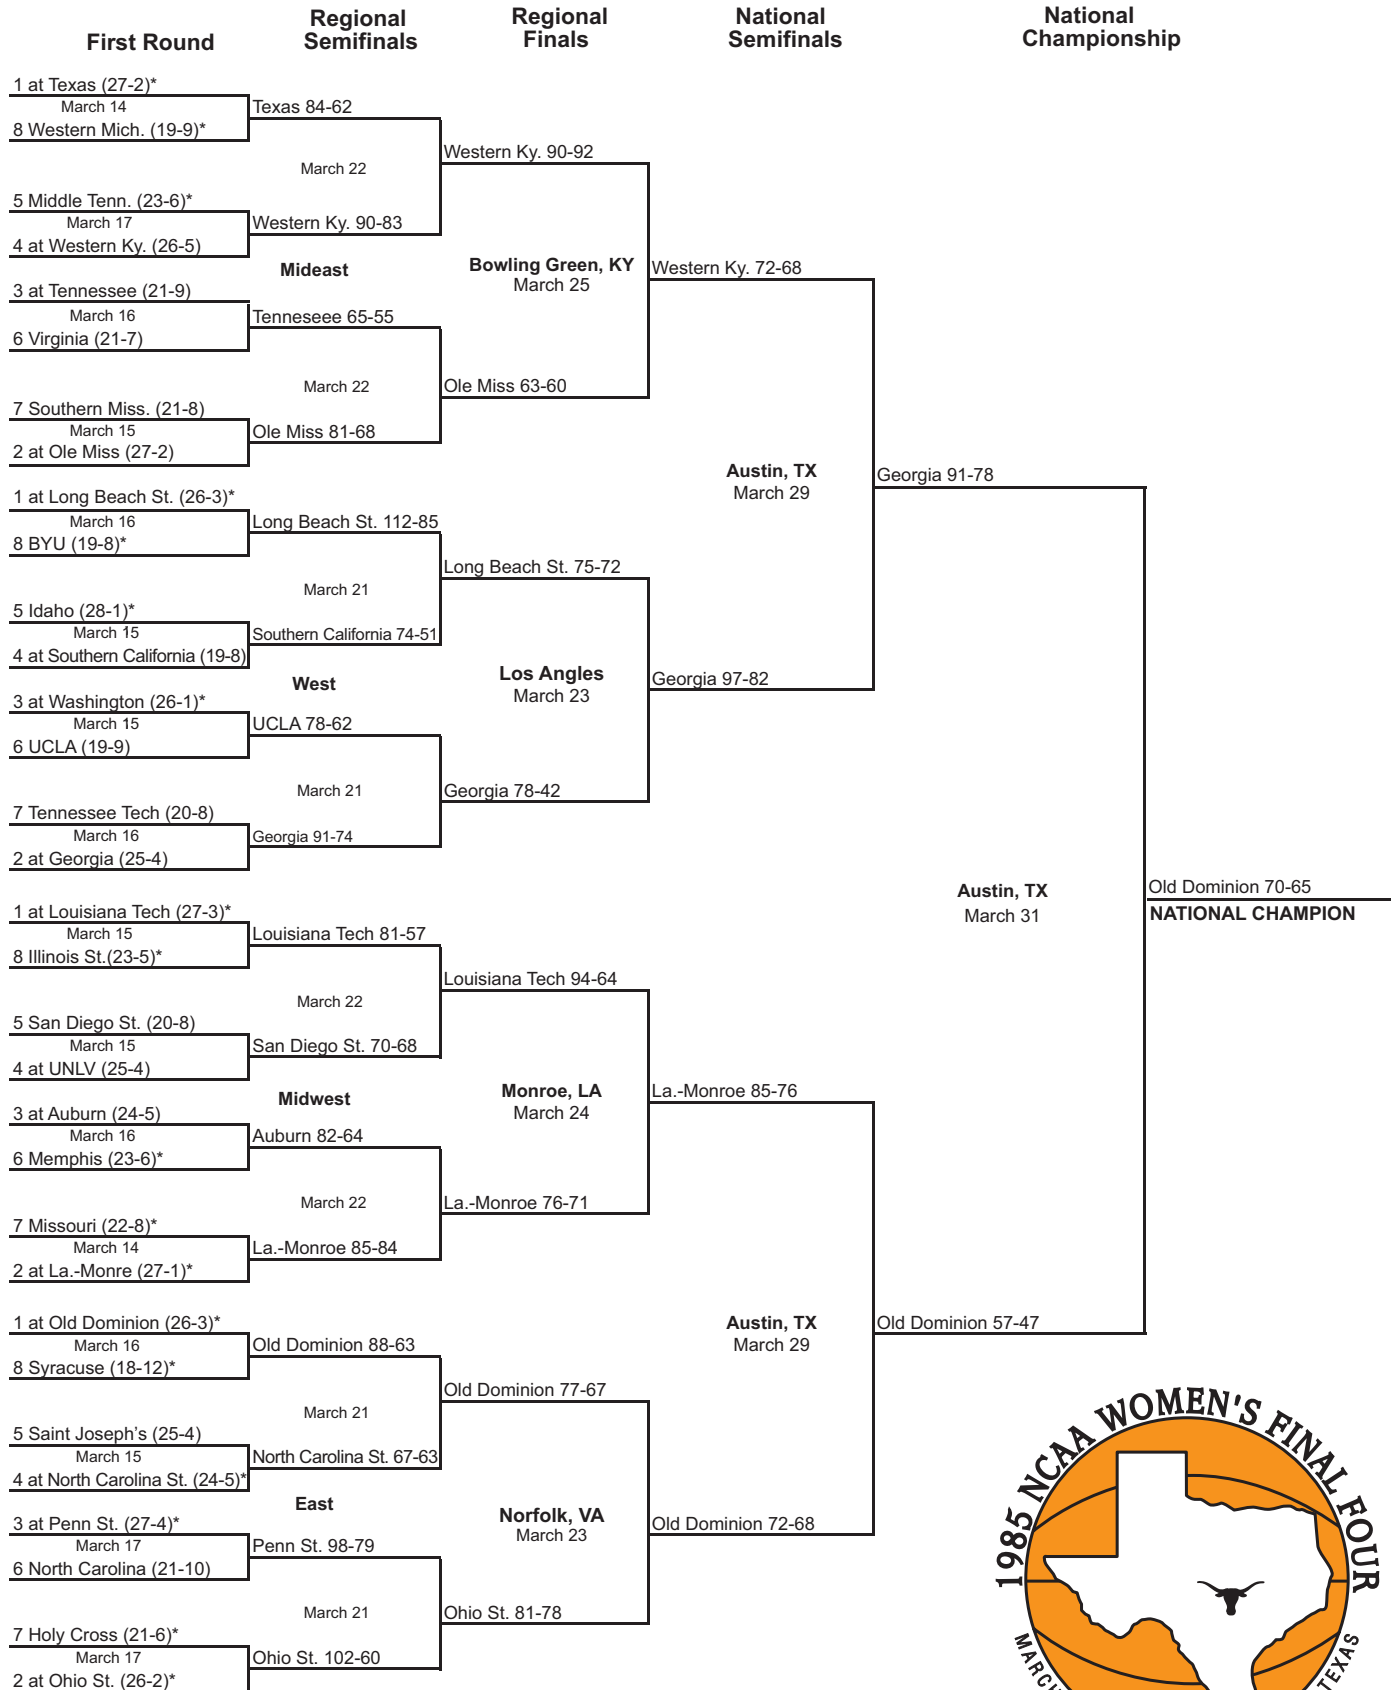 Regional
Semifinals
Regional
Finals
National
Semifinals
National
Championship
First Round
1 at Texas (27-2)*
March 14
8 Western Mich. (19-9)*
Texas 84-62
March 22
5 Middle Tenn. (23-6)*
March 17
4 at Western Ky. (26-5)
Western Ky. 90-83
Western Ky. 90-92
Mideast
3 at Tennessee (21-9)
March 16
6 Virginia (21-7)
Tenneseee 65-55
March 22
7 Southern Miss. (21-8)
March 15
2 at Ole Miss (27-2)
Ole Miss 81-68
Ole Miss 63-60
Bowling Green, KY
March 25
Western Ky. 72-68
1 at Long Beach St. (26-3)*
March 16
8 BYU (19-8)*
Long Beach St. 112-85
March 21
5 Idaho (28-1)*
March 15
4 at Southern California (19-8)
Southern California 74-51
Long Beach St. 75-72
West
3 at Washington (26-1)*
March 15
6 UCLA (19-9)
UCLA 78-62
March 21
7 Tennessee Tech (20-8)
March 16
2 at Georgia (25-4)
Georgia 91-74
Georgia 78-42
Los Angles
March 23
Georgia 97-82
Austin, TX
March 29
Georgia 91-78
1 at Louisiana Tech (27-3)*
March 15
8 Illinois St.(23-5)*
Louisiana Tech 81-57
March 22
5 San Diego St. (20-8)
March 15
4 at UNLV (25-4)
San Diego St. 70-68
Louisiana Tech 94-64
Midwest
3 at Auburn (24-5)
March 16
6 Memphis (23-6)*
Auburn 82-64
March 22
7 Missouri (22-8)*
March 14
2 at La.-Monre (27-1)*
La.-Monroe 85-84
La.-Monroe 76-71
Monroe, LA
March 24
La.-Monroe 85-76
1 at Old Dominion (26-3)*
March 16
8 Syracuse (18-12)*
Old Dominion 88-63
March 21
5 Saint Joseph's (25-4)
March 15
4 at North Carolina St. (24-5)*
North Carolina St. 67-63
Old Dominion 77-67
East
3 at Penn St. (27-4)*
March 17
6 North Carolina (21-10)
Penn St. 98-79
March 21
7 Holy Cross (21-6)*
March 17
2 at Ohio St. (26-2)*
Ohio St. 102-60
Ohio St. 81-78
Norfolk, VA
March 23
Old Dominion 72-68
Austin, TX
March 29
Old Dominion 57-47
Austin, TX
March 31
Old Dominion 70-65
NATIONAL CHAMPION
1985 NCAA WOMEN'S FINAL FOUR
MARCH
TEXAS